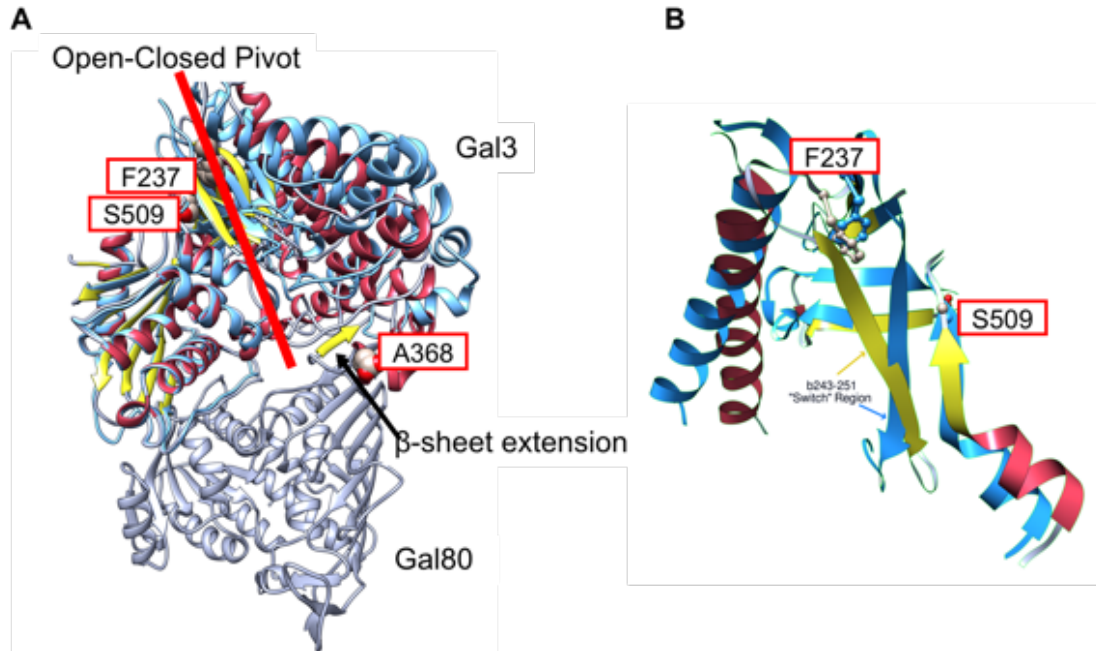 A
Open-Closed Pivot
Gal3
F237
S509
A368
β-sheet extension
Gal80
B
F237
S509
b243-251
"Switch" Region